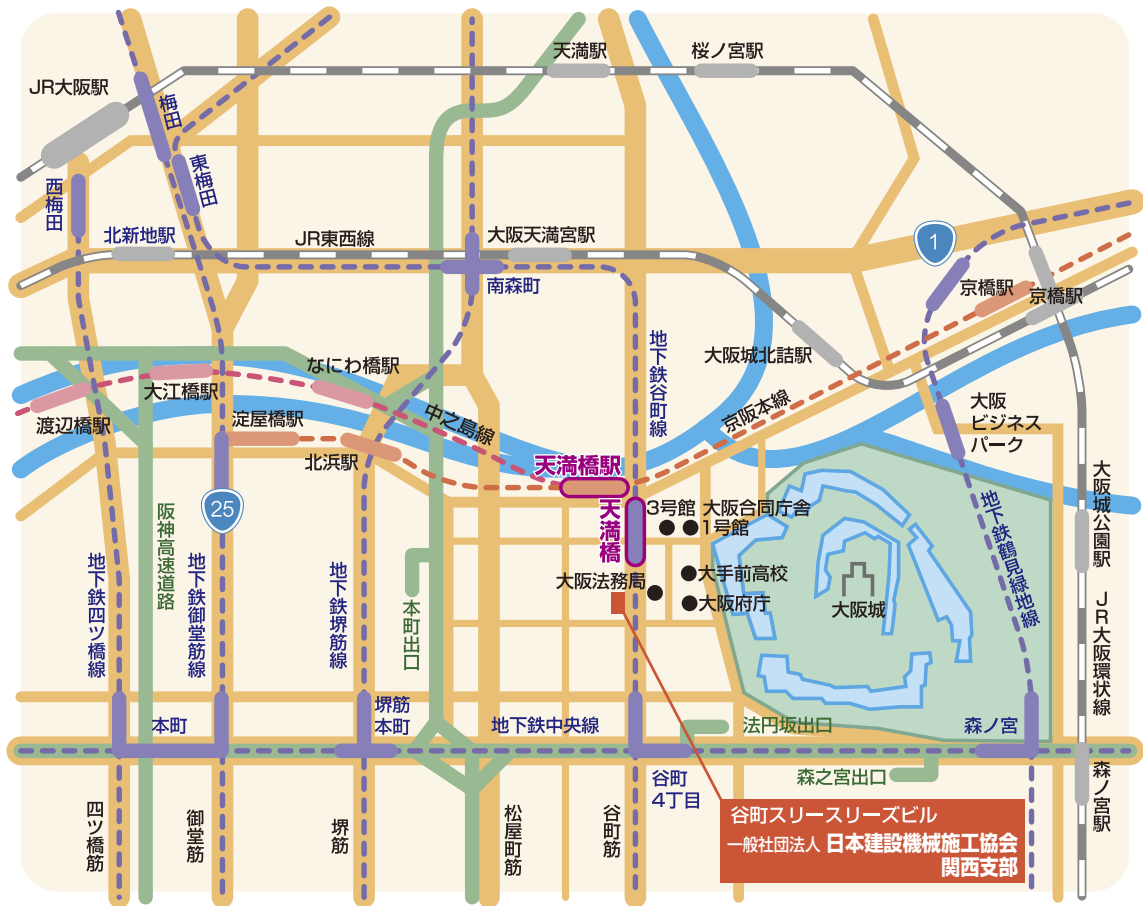 天満駅
桜ノ宮駅
JR大阪駅
梅田
東梅田
西梅田
北新地駅
JR東西線
大阪天満宮駅
南森町
1
京橋駅
京橋駅
地下鉄谷町線
大阪城北詰駅
なにわ橋駅
大江橋駅
渡辺橋駅
淀屋橋駅
中之島線
京阪本線
大阪
ビジネス
パーク
北浜駅
天満橋駅
天満橋
25
3号館
大阪合同庁舎
1号館
大阪城公園駅
地下鉄鶴見緑地線
阪神高速道路
地下鉄四ツ橋線
地下鉄御堂筋線
地下鉄堺筋線
本町出口
大阪法務局
大手前高校
大阪府庁
大阪城
JR大阪環状線
本町
堺筋
本町
地下鉄中央線
法円坂出口
森ノ宮
谷町
4丁目
森之宮出口
森ノ宮駅
四ツ橋筋
御堂筋
堺筋
松屋町筋
谷町筋
谷町スリースリーズビル
一般社団法人 日本建設機械施工協会
関西支部